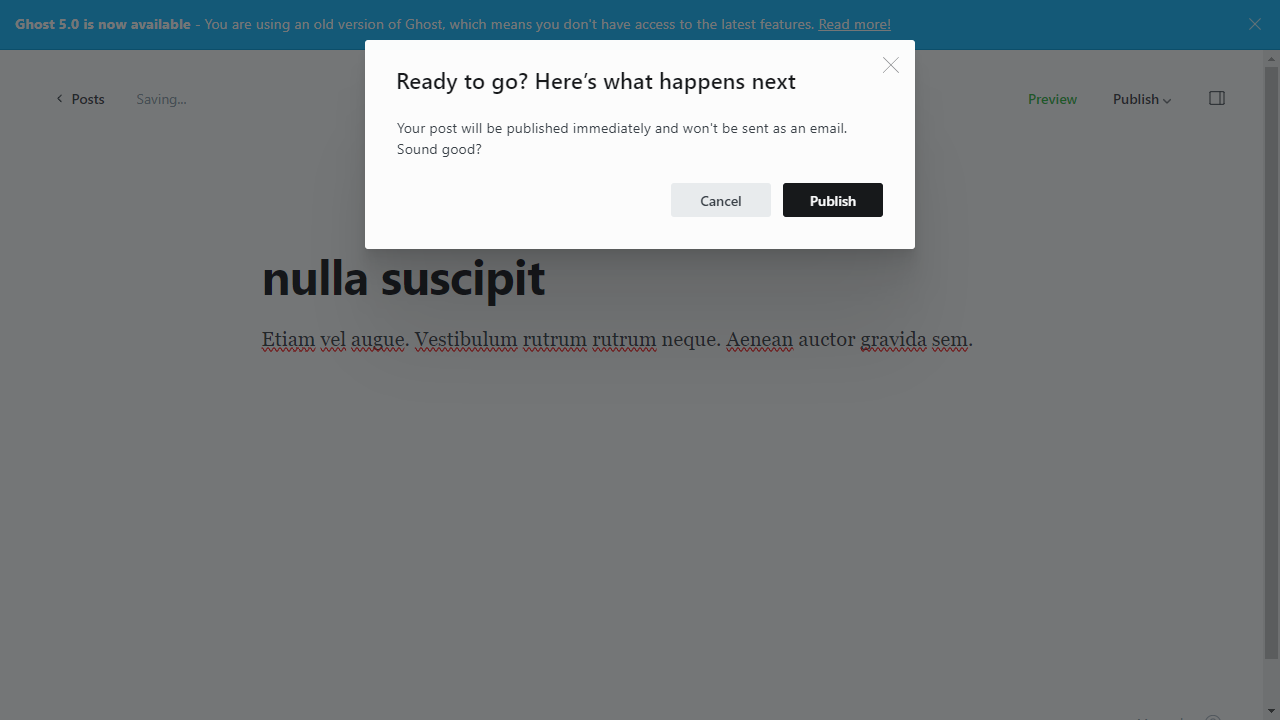 Ghost 5.0 is now available - You are using an old version of Ghost, which means you don't have access to the latest features. Read more!
Posts
Saving...
Preview
Publish
Ready to go? Here's what happens next
Your post will be published immediately and won't be sent as an email.
Sound good?
Cancel
Publish
nulla suscipit
Etiam vel augue. Vestibulum rutrum rutrum neque. Aenean auctor gravida sem.